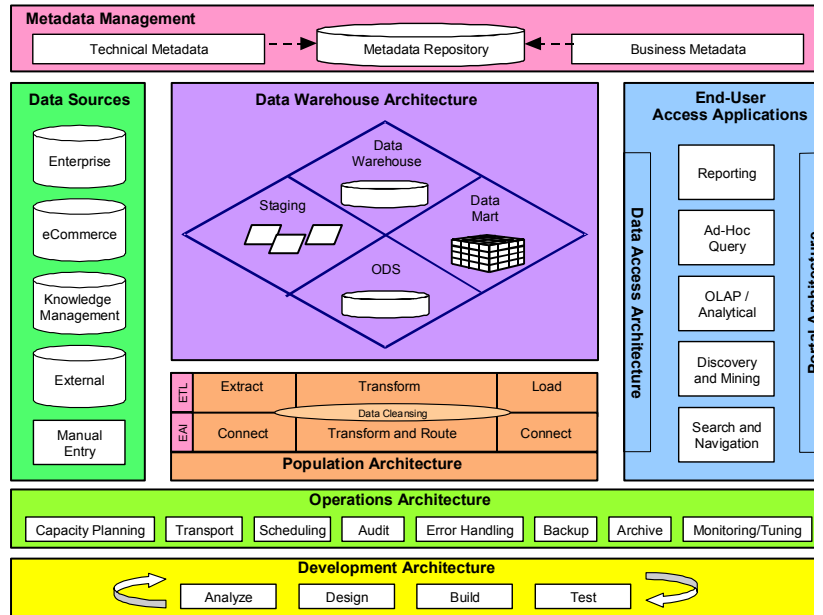 Metadata Management
Technical Metadata
Metadata Repository
Business Metadata
Data Sources
Enterprise
eCommerce
Knowledge
Management
External
Manual
Entry
Data Warehouse Architecture
Data
Warehouse
Staging
Data
Mart
ODS
ETL
Extract
Transform
Load
Data Cleansing
EAI
Connect
Transform and Route
Connect
Population Architecture
End-User
Access Applications
Data Access Architecture
Reporting
Ad-Hoc
Query
OLAP /
Analytical
Discovery
and Mining
Search and
Navigation
Portal Architecture
Operations Architecture
Capacity Planning
Transport
Scheduling
Audit
Error Handling
Backup
Archive
Monitoring/Tuning
Development Architecture
Analyze
Design
Build
Test